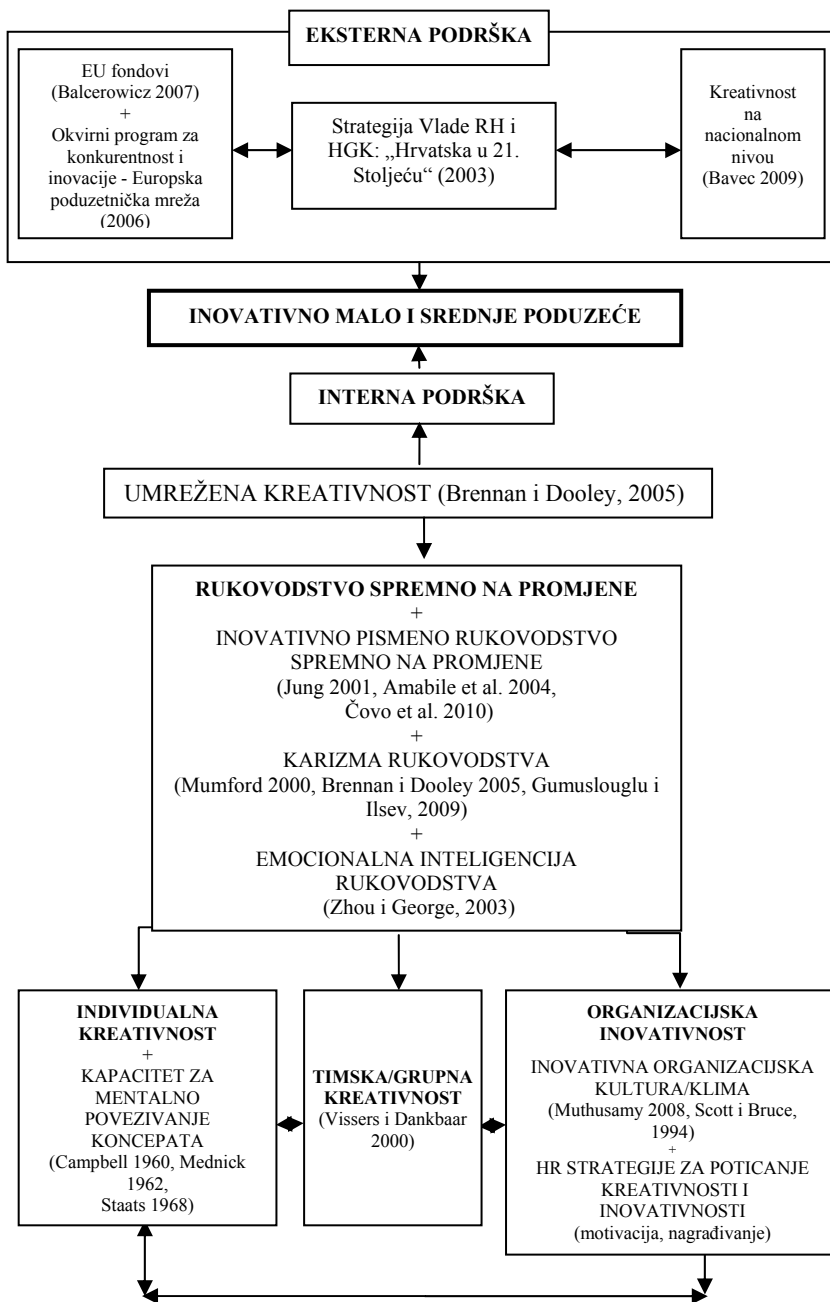 EKSTERNA PODRŠKA
EU fondovi
(Balcerowicz 2007)
+
Okvirni program za
konkurentnost i
inovacije - Europska
poduzetnička mreža
(2006)
Strategija Vlade RH i
HGK: „Hrvatska u 21.
Stoljeću“ (2003)
Kreativnost
na
nacionalnom
nivou
(Bavec 2009)
INOVATIVNO MALO I SREDNJE PODUZEĆE
INTERNA PODRŠKA
UMREŽENA KREATIVNOST (Brennan i Dooley, 2005)
RUKOVODSTVO SPREMNO NA PROMJENE
+
INOVATIVNO PISMENO RUKOVODSTVO
SPREMNO NA PROMJENE
(Jung 2001, Amabile et al. 2004,
Čovo et al. 2010)
+
KARIZMA RUKOVODSTVA
(Mumford 2000, Brennan i Dooley 2005, Gumuslouglu i
Ilsev, 2009)
+
EMOCIONALNA INTELIGENCIJA
RUKOVODSTVA
(Zhou i George, 2003)
INDIVIDUALNA
KREATIVNOST
+
KAPACITET ZA
MENTALNO
POVEZIVANJE
KONCEPATA
(Campbell 1960, Mednick
1962,
Staats 1968)
TIMSKA/GRUPNA
KREATIVNOST
(Vissers i Dankbaar
2000)
ORGANIZACIJSKA
INOVATIVNOST
INOVATIVNA ORGANIZACIJSKA
KULTURA/KLIMA
(Muthusamy 2008, Scott i Bruce,
1994)
+
HR STRATEGIJE ZA POTICANJE
KREATIVNOSTI I
INOVATIVNOSTI
(motivacija, nagrađivanje)